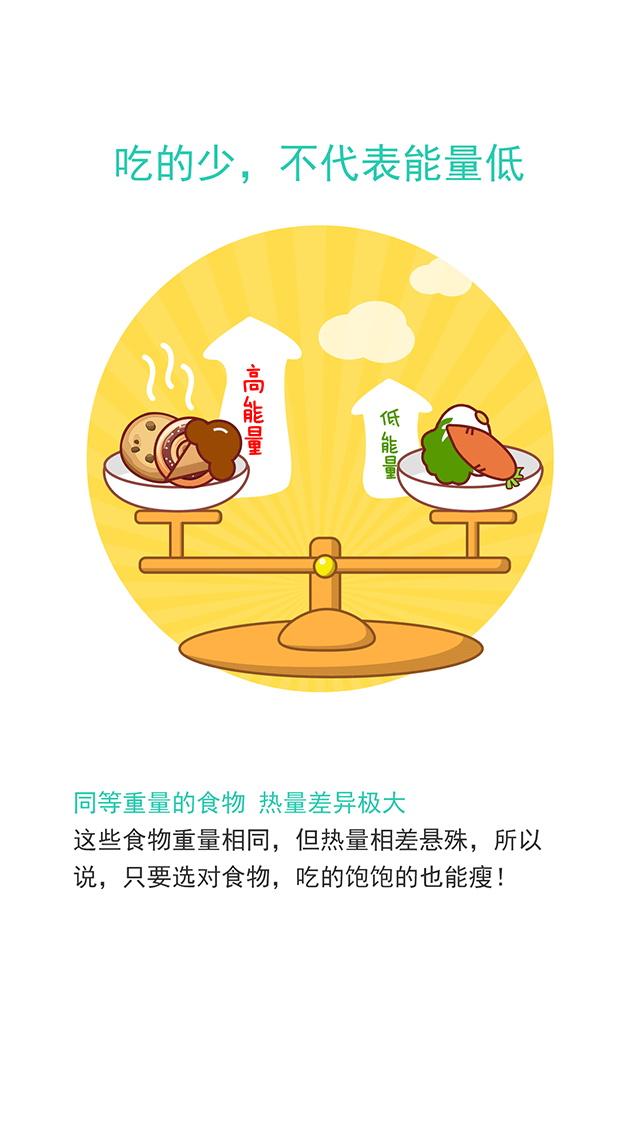 吃的少，不代表能量低
高能量
低能量
同等重量的食物 热量差异极大
这些食物重量相同，但热量相差悬殊，所以
说，只要选对食物，吃的饱饱的也能瘦！